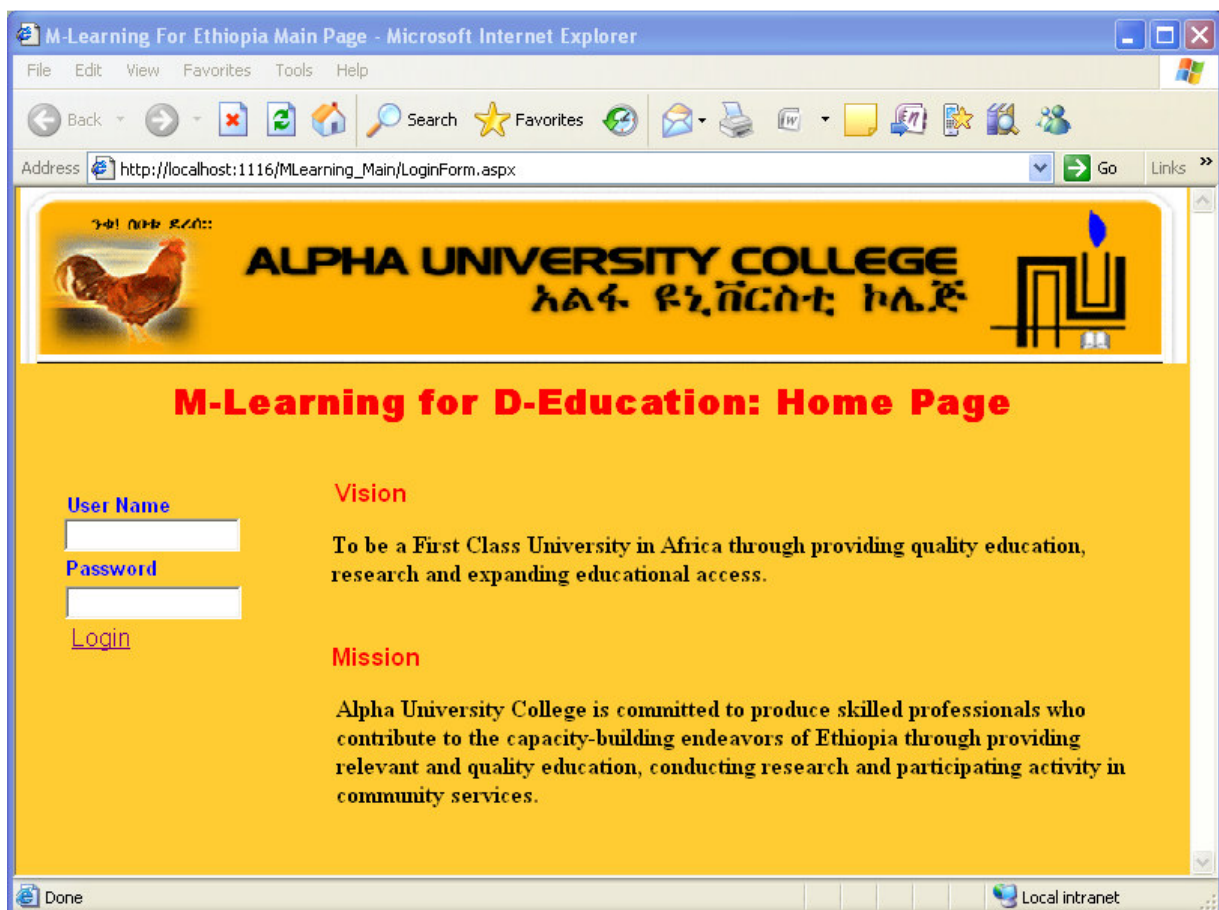 M-Learning For Ethiopia Main Page - Microsoft Internet Explorer
File Edit View Favorites Tools Help
Back Search Favorites
Address http://localhost:1116/MLearning_Main/LoginForm.aspx Go Links »
ALPHA UNIVERSITY COLLEGE
አልፋ ዩኒቨርስቲ ኮሌጅ
M-Learning for D-Education: Home Page
User Name
Password
Login
Vision
To be a First Class University in Africa through providing quality education,
research and expanding educational access.
Mission
Alpha University College is committed to produce skilled professionals who
contribute to the capacity-building endeavors of Ethiopia through providing
relevant and quality education, conducting research and participating activity in
community services.
Done Local intranet